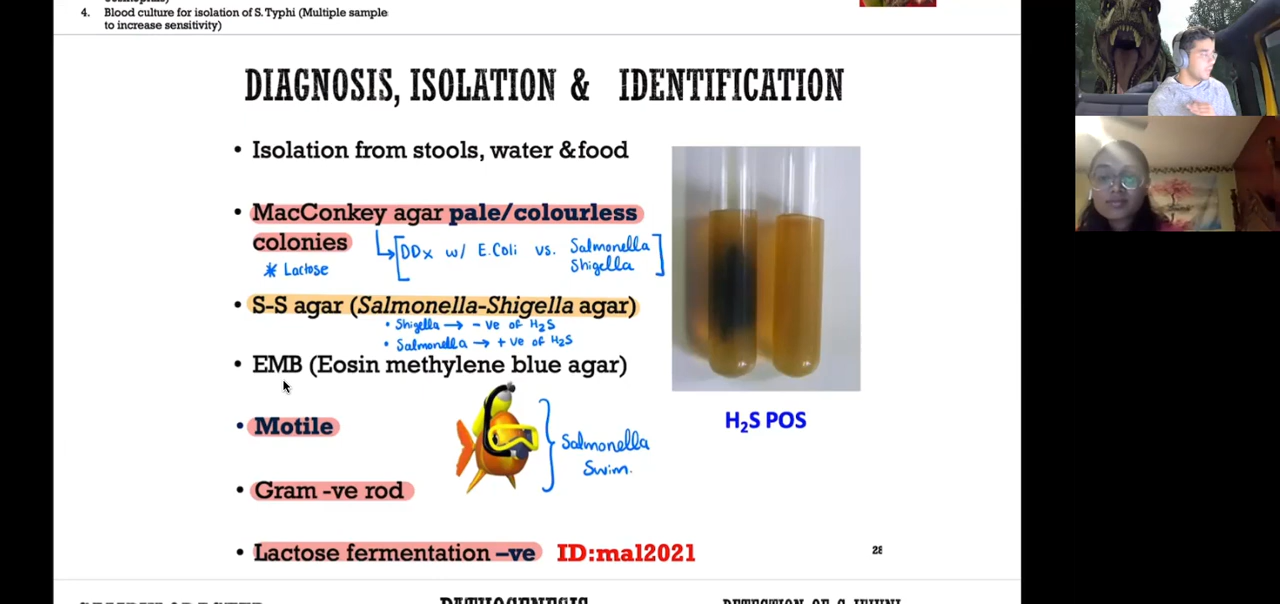 4. Blood culture for isolation of S. Typhi (Multiple sample
to increase sensitivity)
DIAGNOSIS, ISOLATION & IDENTIFICATION
• Isolation from stools, water &food
• MacConkey agar pale/colourless
colonies
[DDx w/ E.Coli vs. Salmonella
Shigella]
* Lactose
• S-S agar (Salmonella-Shigella agar)
• Shigella → - ve of H2S
• Salmonella → + ve of H2S
• EMB (Eosin methylene blue agar)
• Motile
Salmonella
Swim.
H2S POS
• Gram -ve rod
• Lactose fermentation –ve ID:mal2021
28